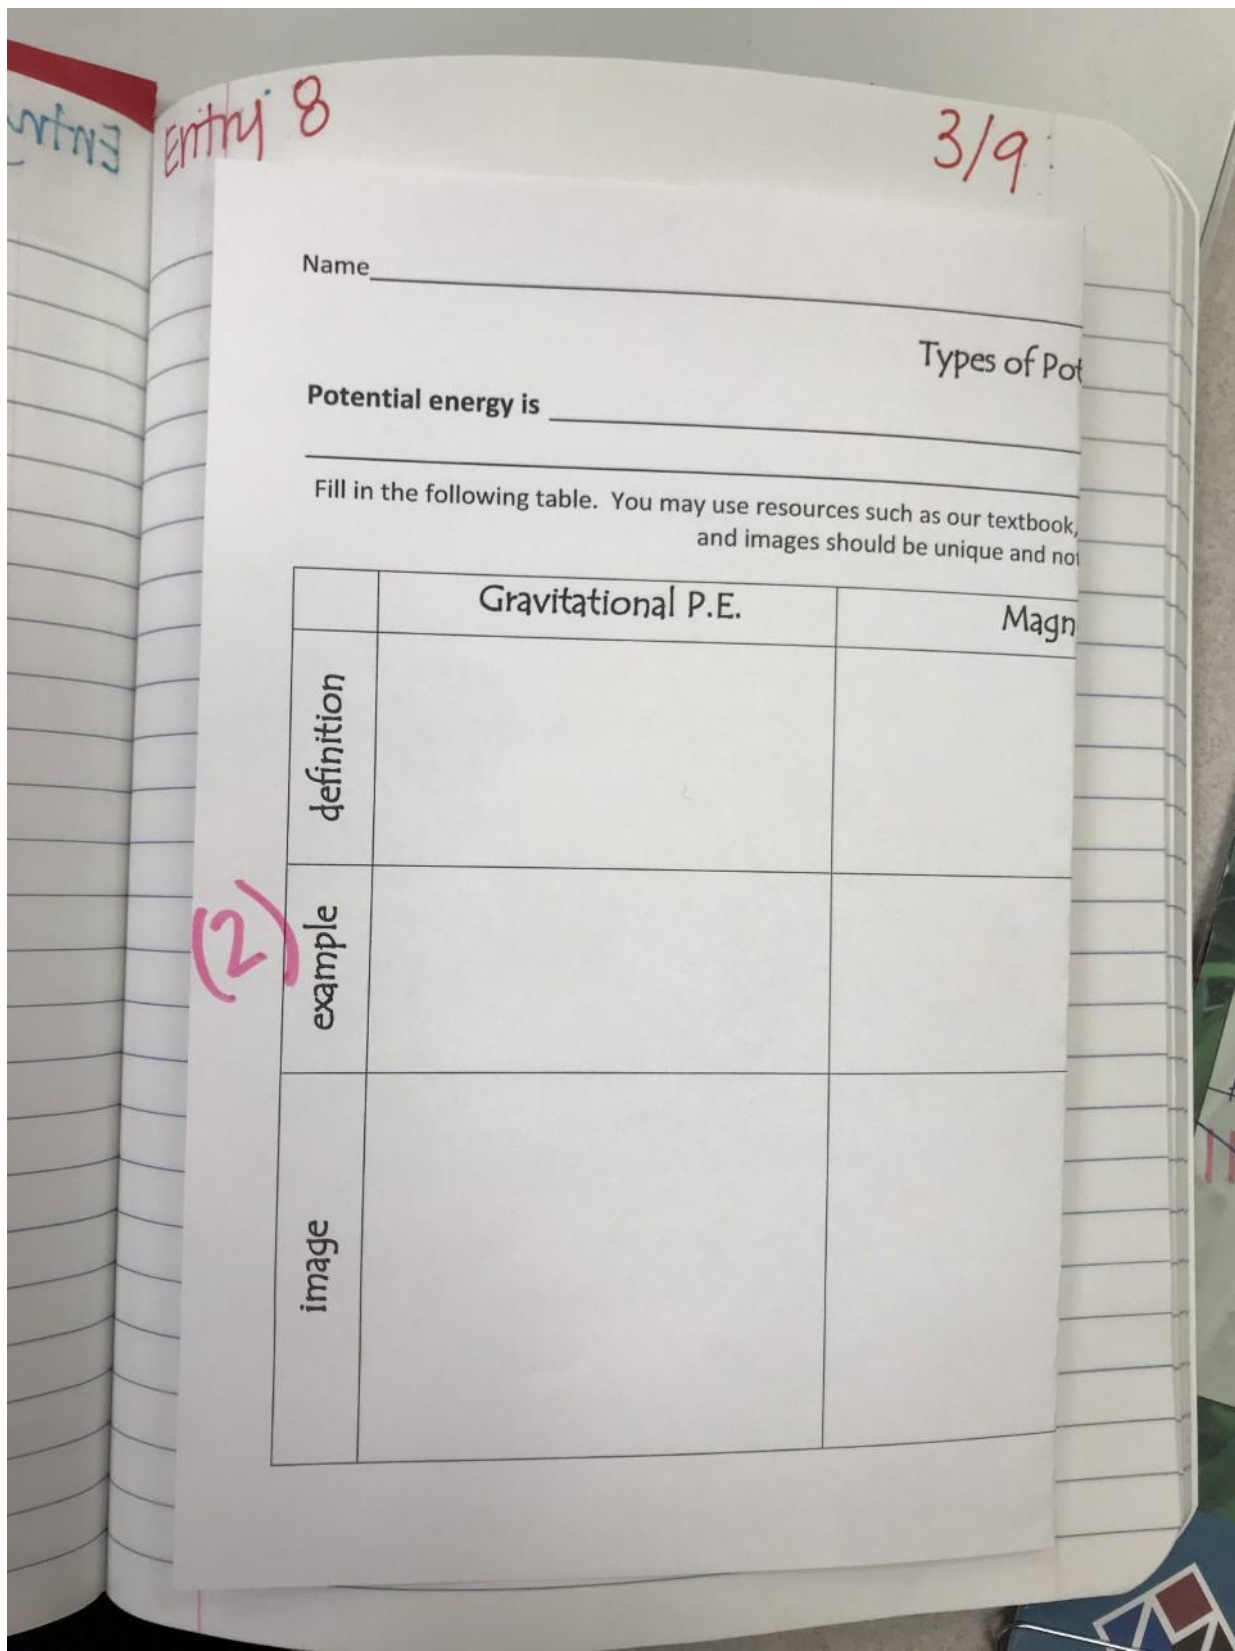 Entry 8
3/9
Name
Types of Pot
Potential energy is
Fill in the following table. You may use resources such as our textbook,
and images should be unique and not
Gravitational P.E.
Magn
definition
(2)
example
image